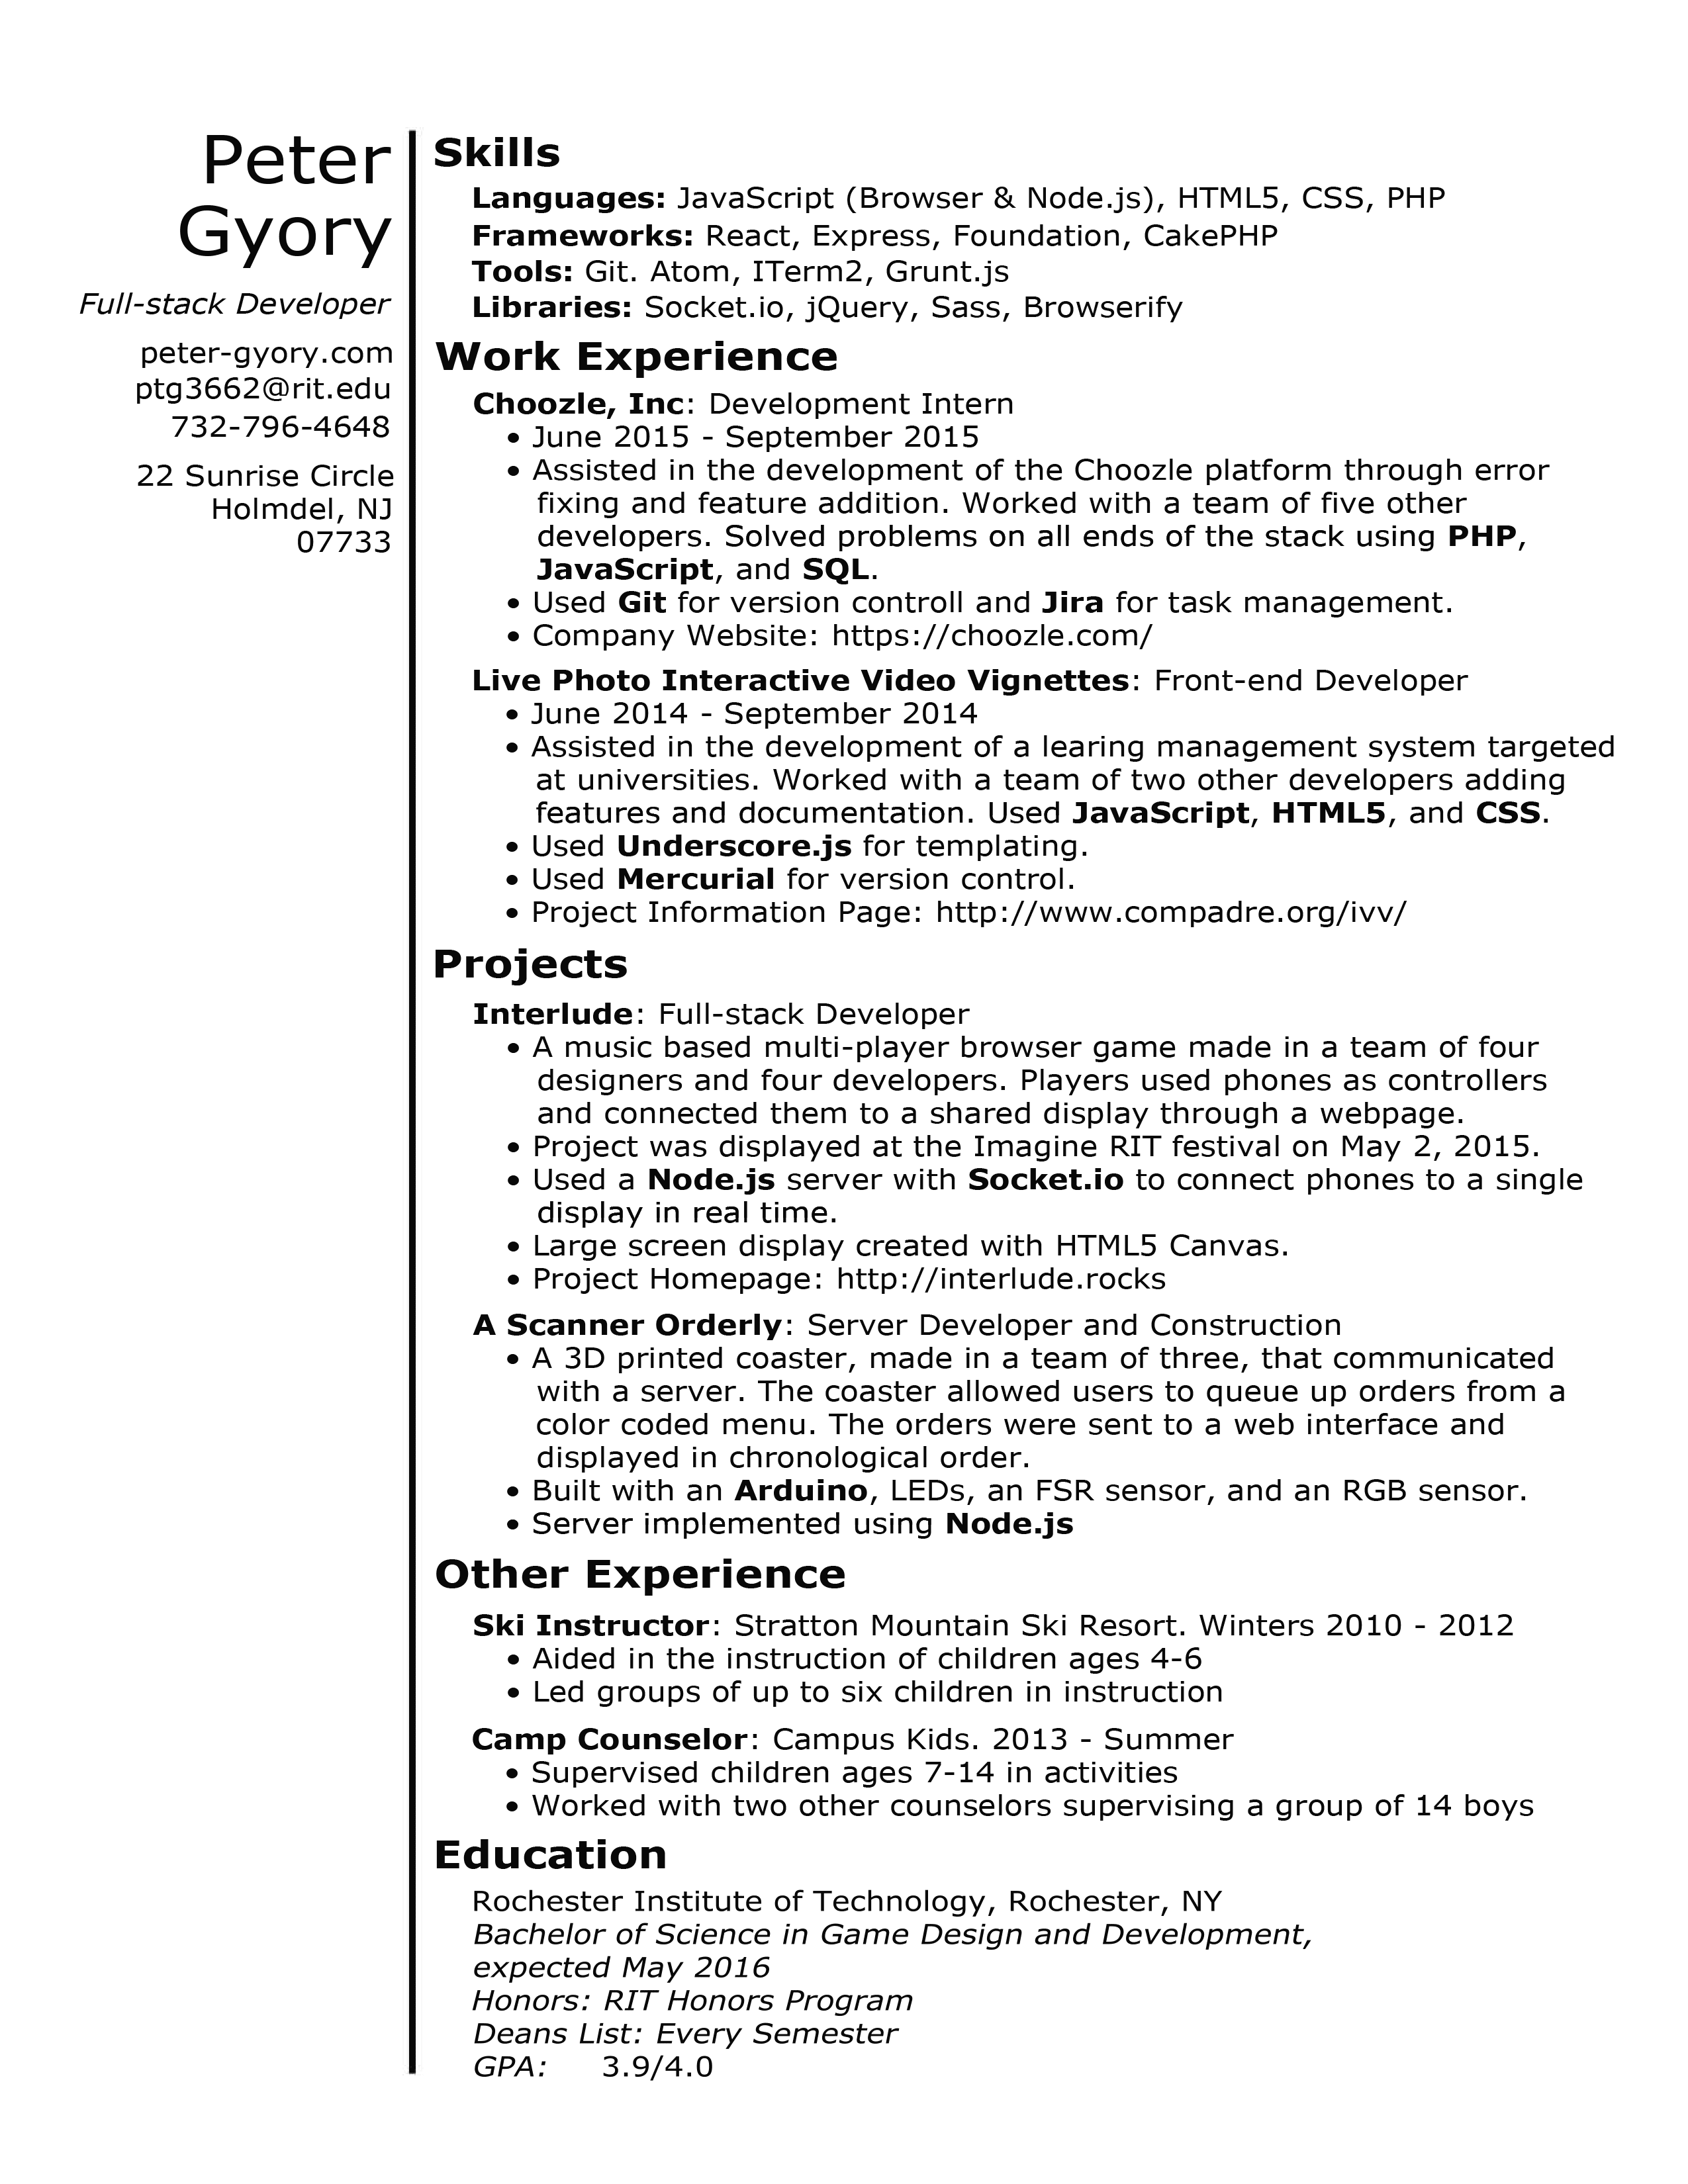 Peter
Gyory
Full-stack Developer
peter-gyory.com
ptg3662@rit.edu
732-796-4648
22 Sunrise Circle
Holmdel, NJ
07733
Skills
Languages: JavaScript (Browser & Node.js), HTML5, CSS, PHP
Frameworks: React, Express, Foundation, CakePHP
Tools: Git. Atom, ITerm2, Grunt.js
Libraries: Socket.io, jQuery, Sass, Browserify
Work Experience
Choozle, Inc: Development Intern
• June 2015 - September 2015
• Assisted in the development of the Choozle platform through error
fixing and feature addition. Worked with a team of five other
developers. Solved problems on all ends of the stack using PHP,
JavaScript, and SQL.
• Used Git for version controll and Jira for task management.
• Company Website: https://choozle.com/
Live Photo Interactive Video Vignettes: Front-end Developer
• June 2014 - September 2014
• Assisted in the development of a learing management system targeted
at universities. Worked with a team of two other developers adding
features and documentation. Used JavaScript, HTML5, and CSS.
• Used Underscore.js for templating.
• Used Mercurial for version control.
• Project Information Page: http://www.compadre.org/ivv/
Projects
Interlude: Full-stack Developer
• A music based multi-player browser game made in a team of four
designers and four developers. Players used phones as controllers
and connected them to a shared display through a webpage.
• Project was displayed at the Imagine RIT festival on May 2, 2015.
• Used a Node.js server with Socket.io to connect phones to a single
display in real time.
• Large screen display created with HTML5 Canvas.
• Project Homepage: http://interlude.rocks
A Scanner Orderly: Server Developer and Construction
• A 3D printed coaster, made in a team of three, that communicated
with a server. The coaster allowed users to queue up orders from a
color coded menu. The orders were sent to a web interface and
displayed in chronological order.
• Built with an Arduino, LEDs, an FSR sensor, and an RGB sensor.
• Server implemented using Node.js
Other Experience
Ski Instructor: Stratton Mountain Ski Resort. Winters 2010 - 2012
• Aided in the instruction of children ages 4-6
• Led groups of up to six children in instruction
Camp Counselor: Campus Kids. 2013 - Summer
• Supervised children ages 7-14 in activities
• Worked with two other counselors supervising a group of 14 boys
Education
Rochester Institute of Technology, Rochester, NY
Bachelor of Science in Game Design and Development,
expected May 2016
Honors: RIT Honors Program
Deans List: Every Semester
GPA: 3.9/4.0